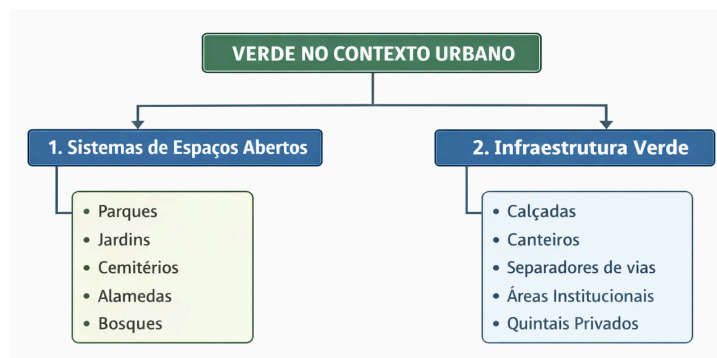 VERDE NO CONTEXTO URBANO
1. Sistemas de Espaços Abertos
• Parques
• Jardins
• Cemitérios
• Alamedas
• Bosques
2. Infraestrutura Verde
• Calçadas
• Canteiros
• Separadores de vias
• Áreas Institucionais
• Quintais Privados